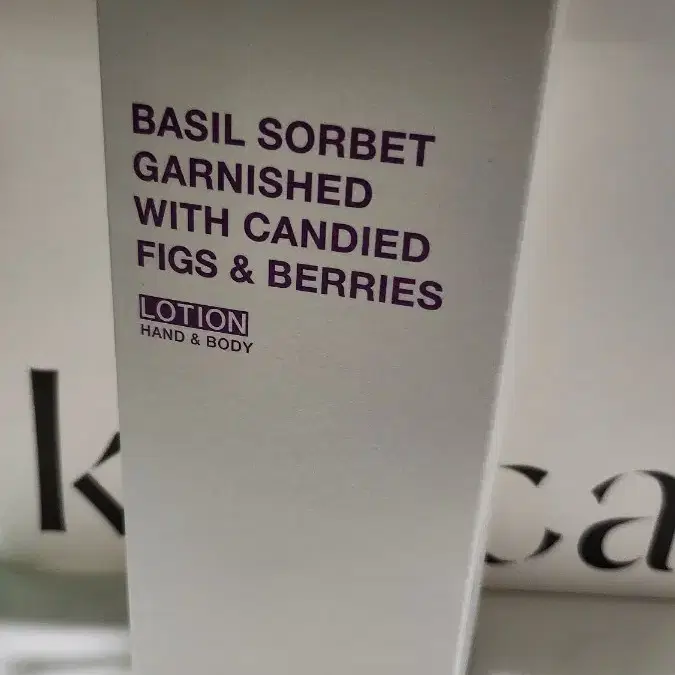 BASIL SORBET
GARNISHED
WITH CANDIED
FIGS & BERRIES
LOTION
HAND & BODY